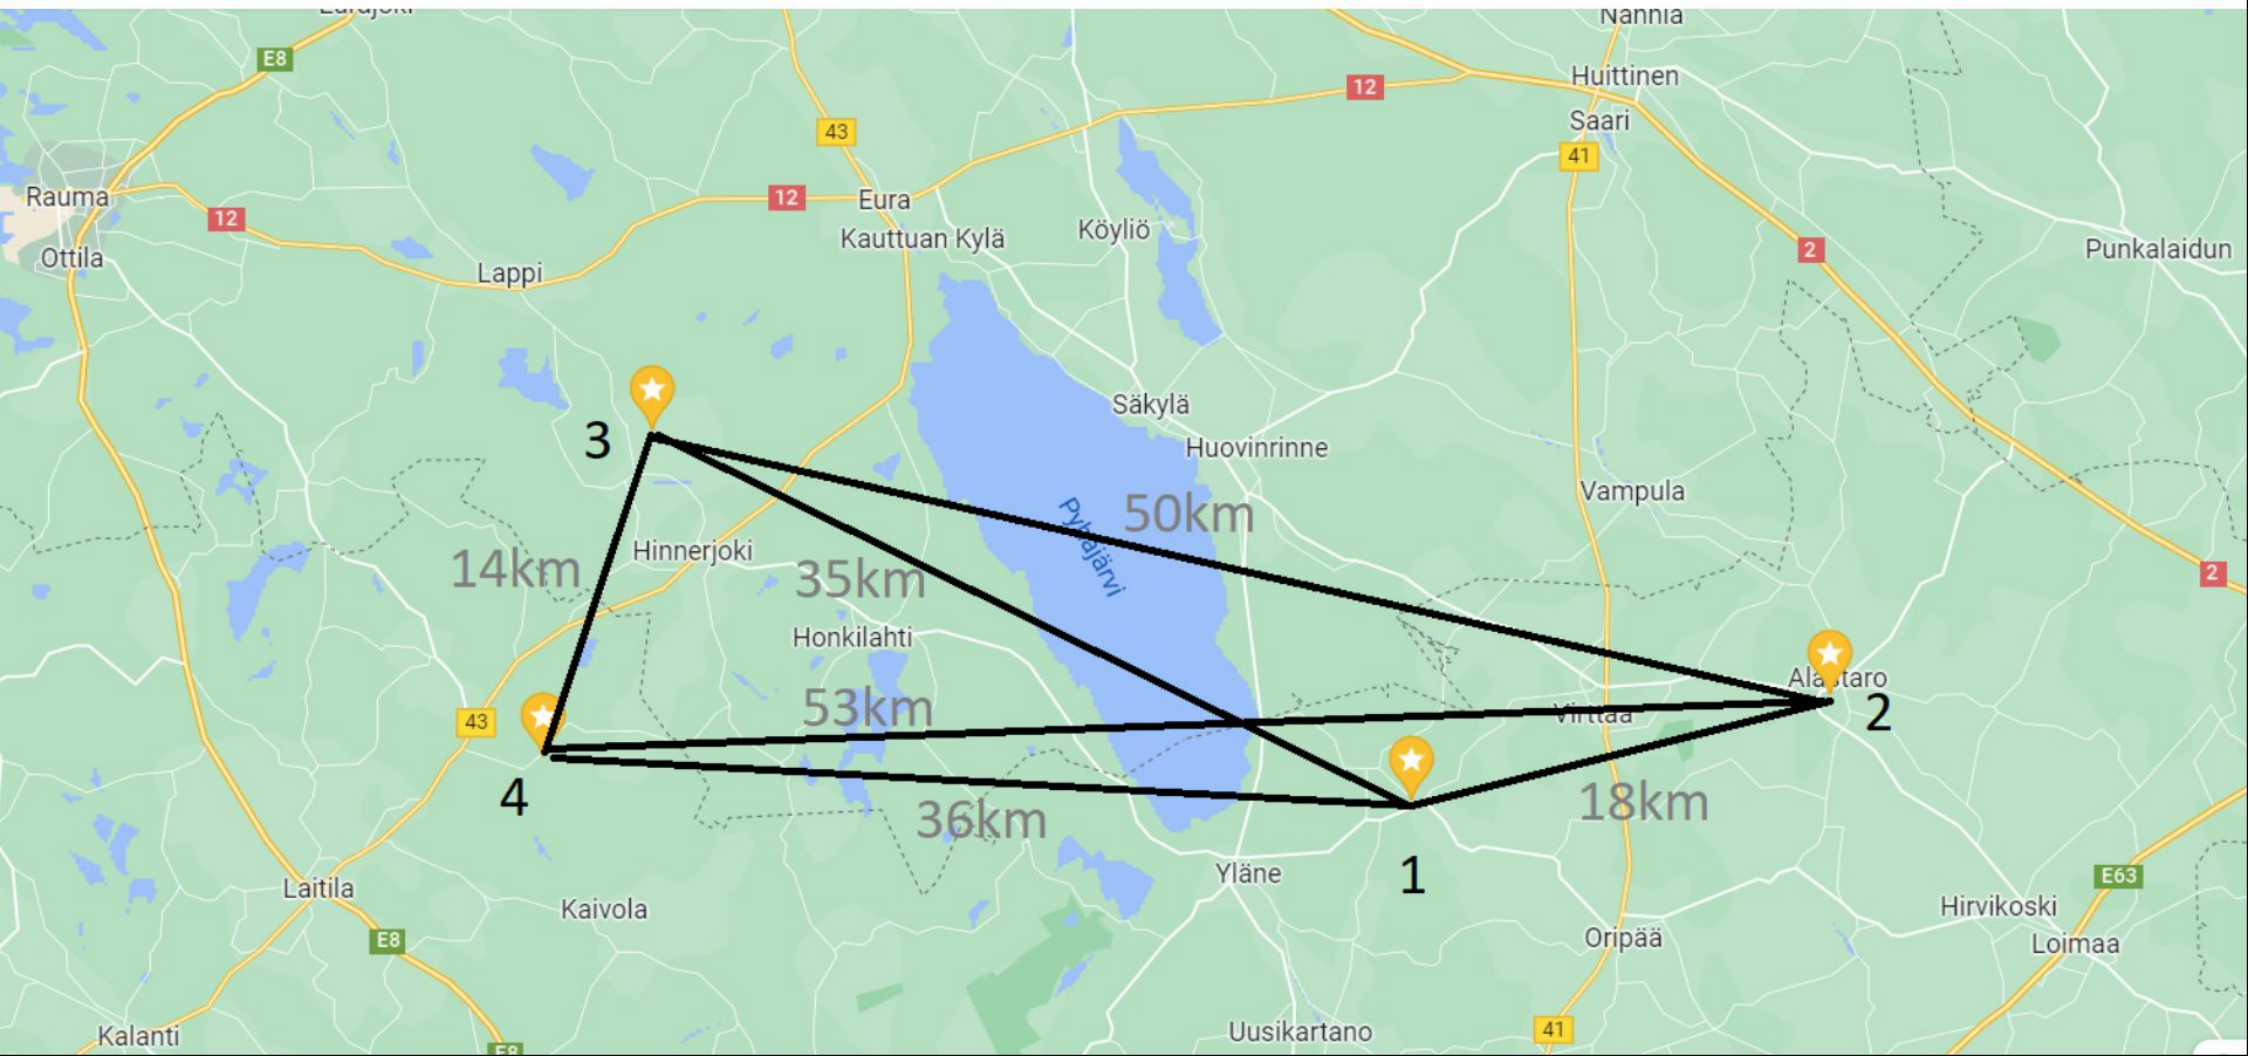 Nannia
E8
Huittinen
12
43
Saari
41
Rauma
12
12
Eura
Köyliö
Kauttuan Kylä
2
Punkalaidun
Ottila
Lappi
Säkylä
3
Huovinrinne
Pyhäjärvi
50km
Vampula
14km
Hinnerjoki
35km
2
Honkilahti
Alastaro
53km
43
Virttaa
2
4
36km
18km
1
Yläne
E63
Laitila
Kaivola
Hirvikoski
E8
Oripää
Loimaa
Kalanti
Uusikartano
41
E8